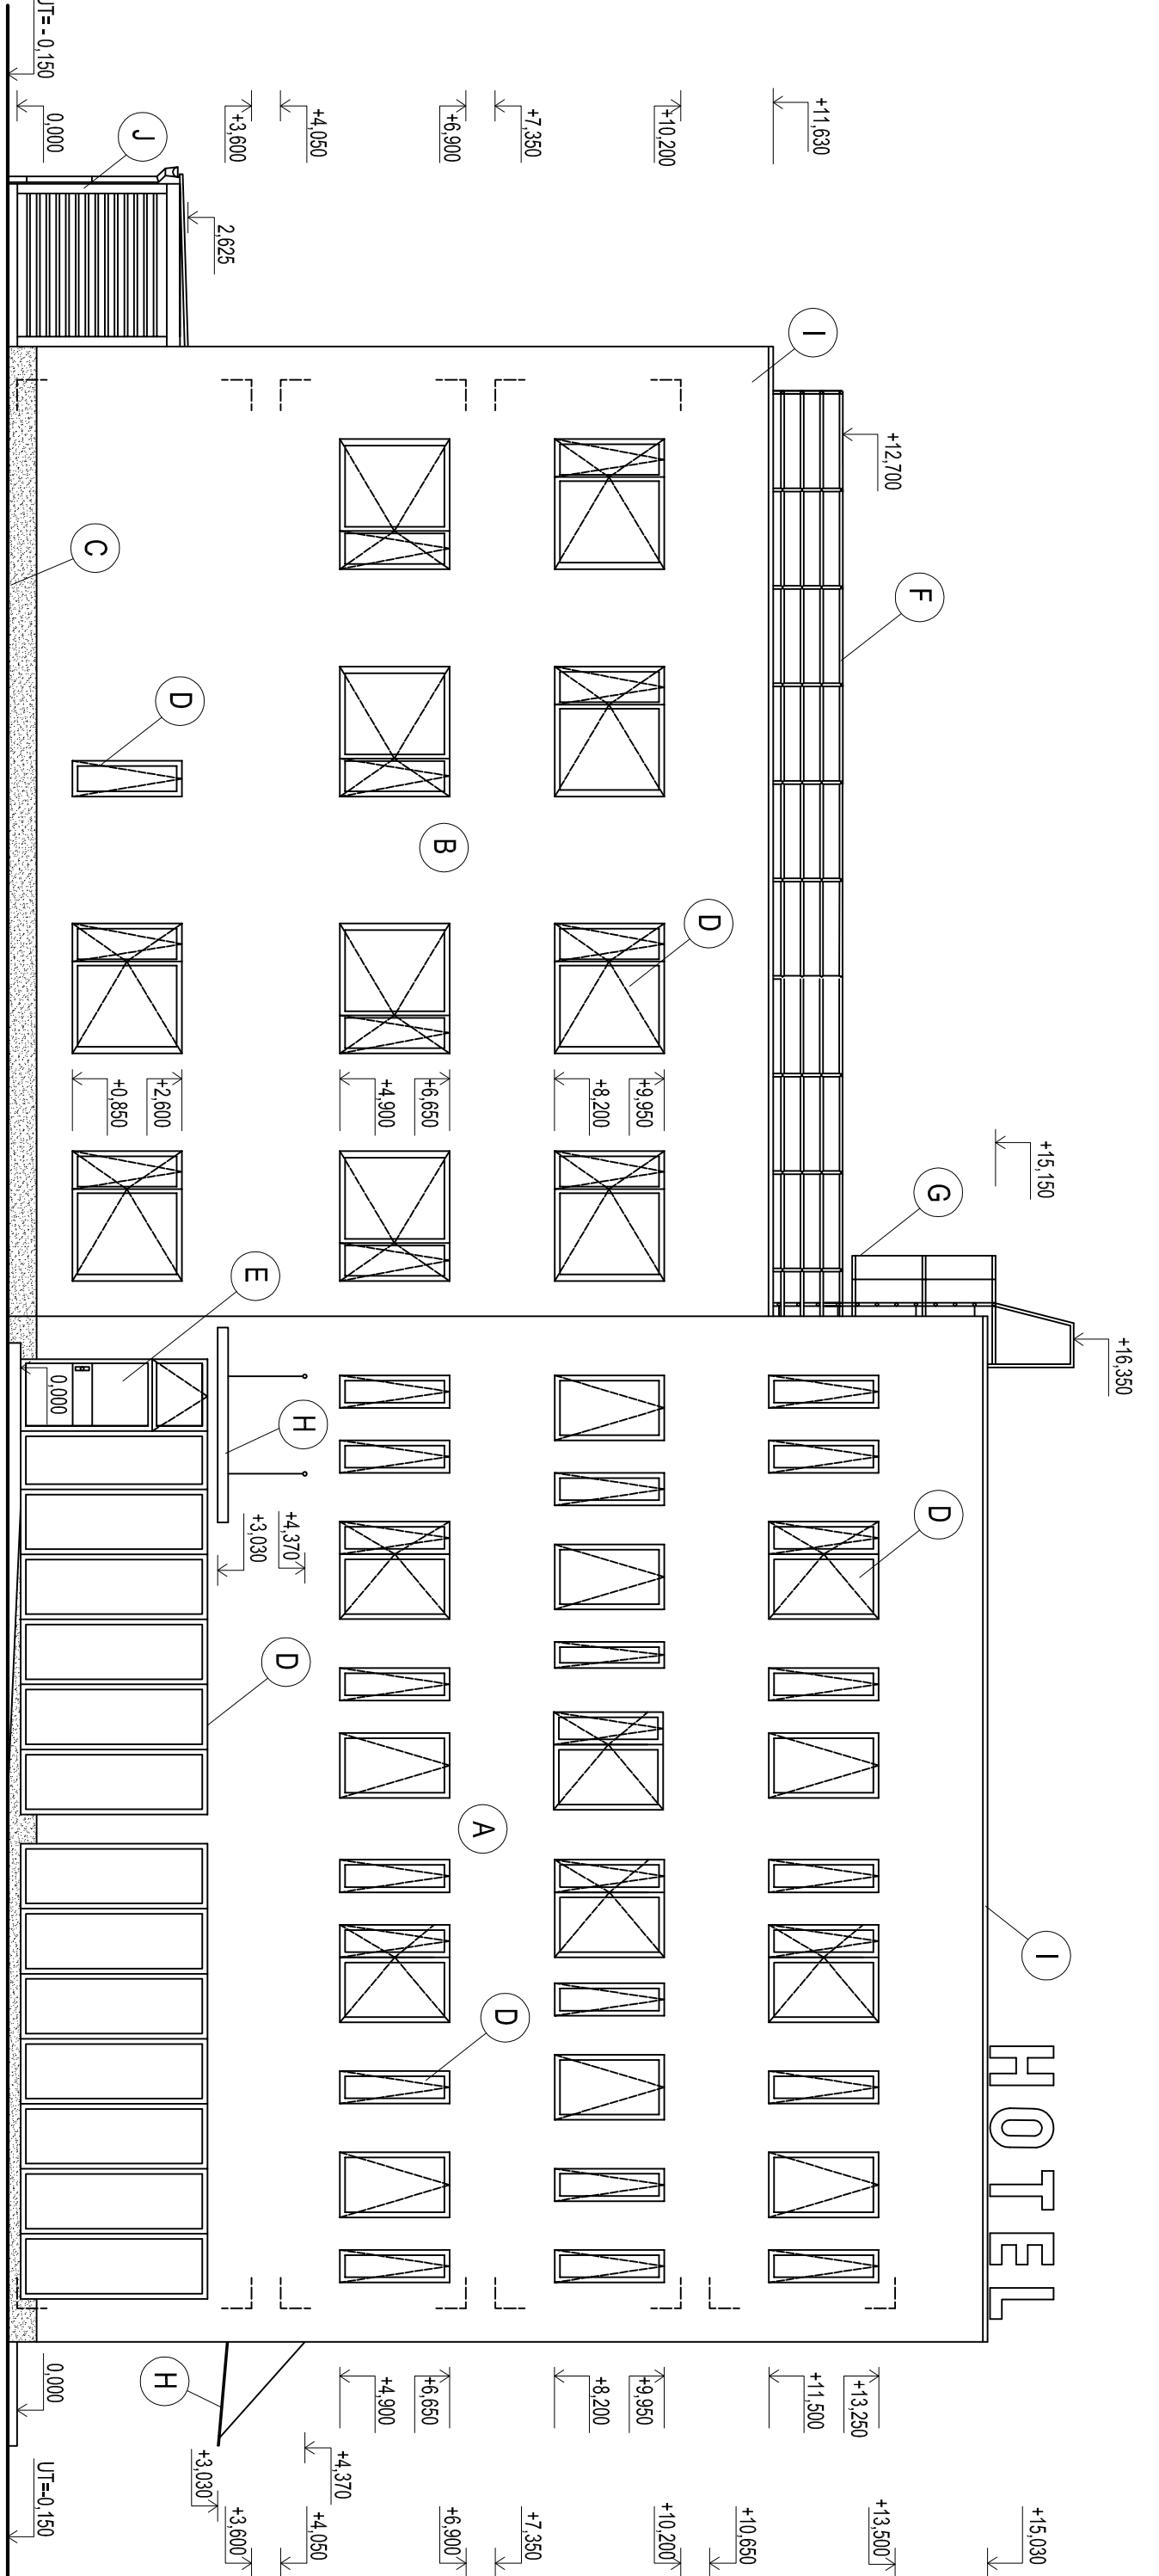 HOTEL
+16,350
+15,150
+15,030
I
G
+12,700
F
D
+13,500
+13,250
+11,500
+11,630
I
D
+10,650
+10,200
+10,200
+9,950
+8,200
+9,950
+8,200
+7,350
+7,350
B
A
D
+6,900
+6,900
+6,650
+4,900
+6,650
+4,900
+4,050
+4,370
+4,370
+4,050
+3,600
H
+3,600
2,625
E
+3,030
D
+3,030
D
H
J
+2,600
+0,850
C
0,000
0,000
0,000
UT= - 0,150
UT=-0,150